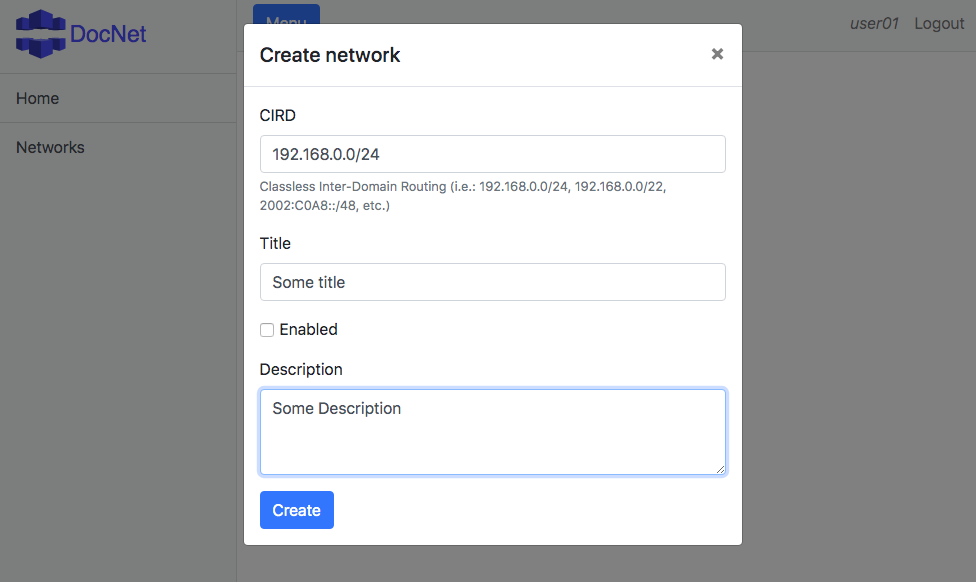 DocNet
Menu
user01 Logout
Home
Networks
Create network
×
CIRD
192.168.0.0/24
Classless Inter-Domain Routing (i.e.: 192.168.0.0/24, 192.168.0.0/22,
2002:C0A8::/48, etc.)
Title
Some title
Enabled
Description
Some Description
Create